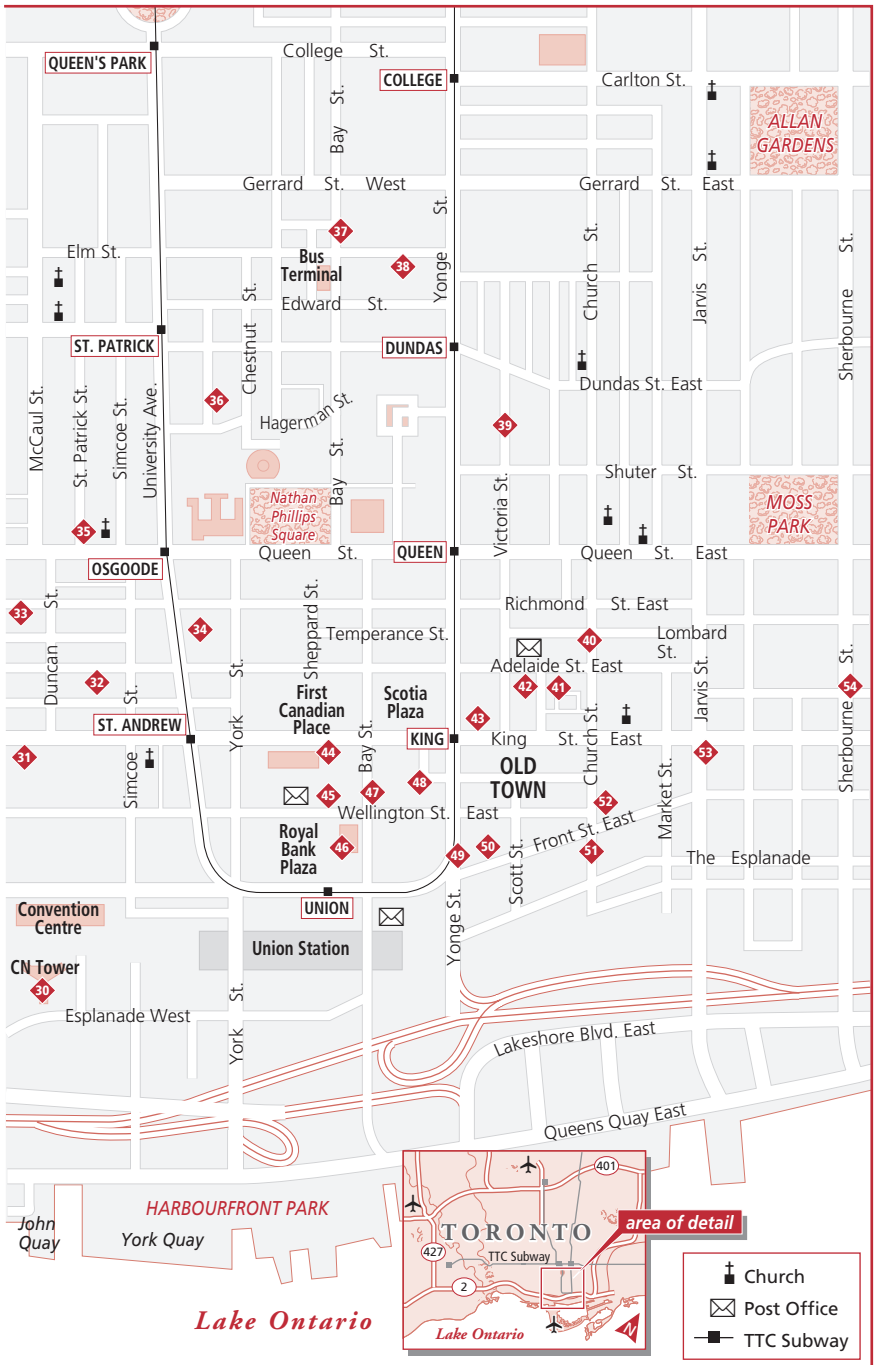 College St.
QUEEN'S PARK
COLLEGE
Carlton St.
Bay St.
ALLAN
GARDENS
Gerrard St. West
Gerrard St. East
Yonge St.
Church St.
Jarvis St.
Sherbourne St.
37
Elm St.
Bus
Terminal
38
Edward St.
Chestnut St.
ST. PATRICK
DUNDAS
Dundas St. East
McCaul St.
St. Patrick St.
Simcoe St.
University Ave.
36
Hagerman St.
39
Bay St.
Victoria St.
Shuter St.
Nathan
Phillips
Square
MOSS
PARK
35
Queen St.
QUEEN
Queen St. East
OSGOODE
33
Duncan St.
34
Sheppard St.
Richmond St. East
Temperance St.
40
Lombard
St.
Adelaide St. East
32
York St.
First
Canadian
Place
Scotia
Plaza
42
41
Jarvis St.
54
Sherbourne St.
ST. ANDREW
Simcoe St.
Bay St.
43
KING
King St. East
Church St.
31
44
OLD
TOWN
53
Market St.
45
47
48
52
Wellington St. East
Front St. East
Royal
Bank
Plaza
46
49
50
Scott St.
51
The Esplanade
UNION
Convention
Centre
Union Station
Yonge St.
CN Tower
30
York St.
Esplanade West
Lakeshore Blvd. East
Queens Quay East
HARBOURFRONT PARK
John
Quay
York Quay
401
TORONTO
area of detail
427
TTC Subway
2
Lake Ontario
N
Lake Ontario
Church
Post Office
TTC Subway